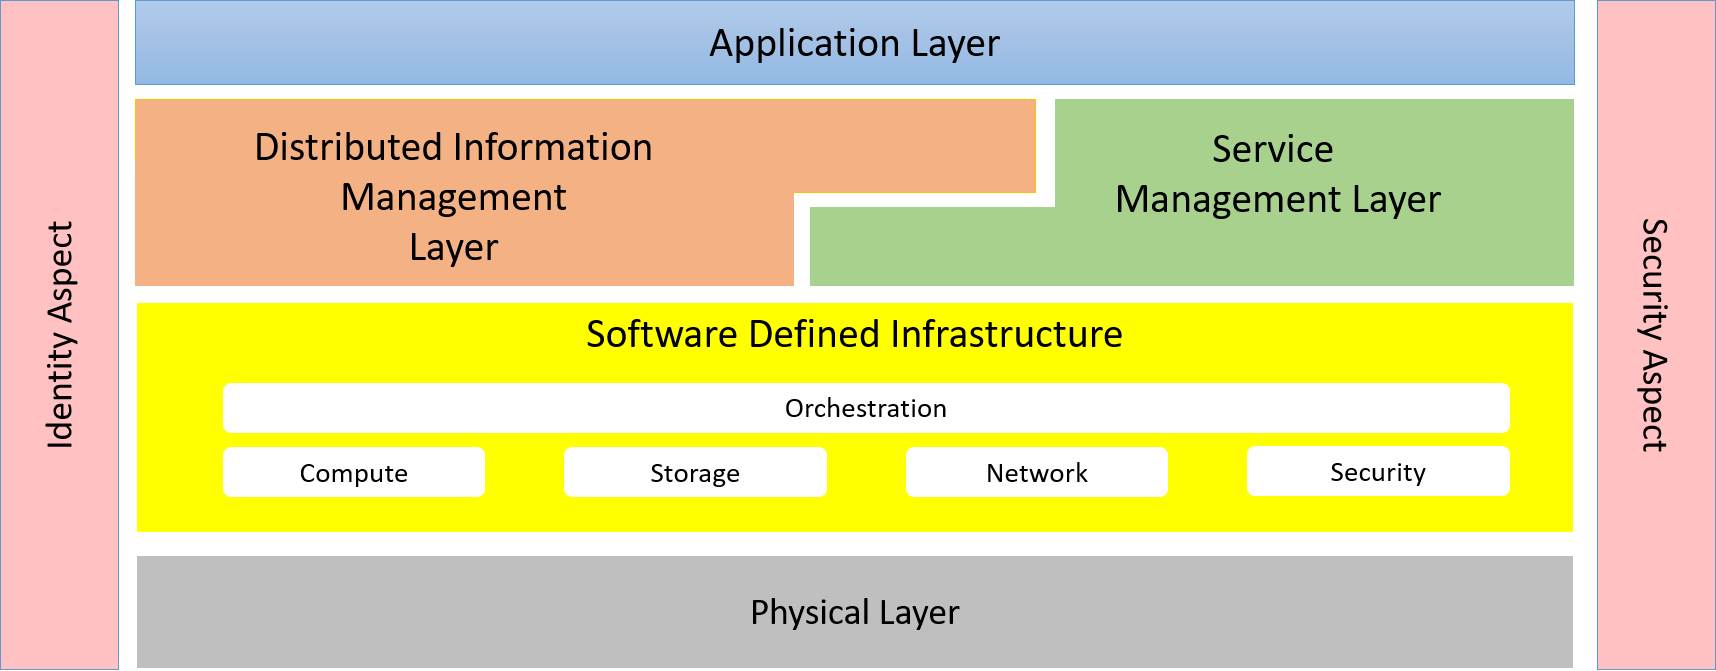 Identity Aspect
Application Layer
Distributed Information
Management
Layer
Service
Management Layer
Software Defined Infrastructure
Orchestration
Compute
Storage
Network
Security
Physical Layer
Security Aspect